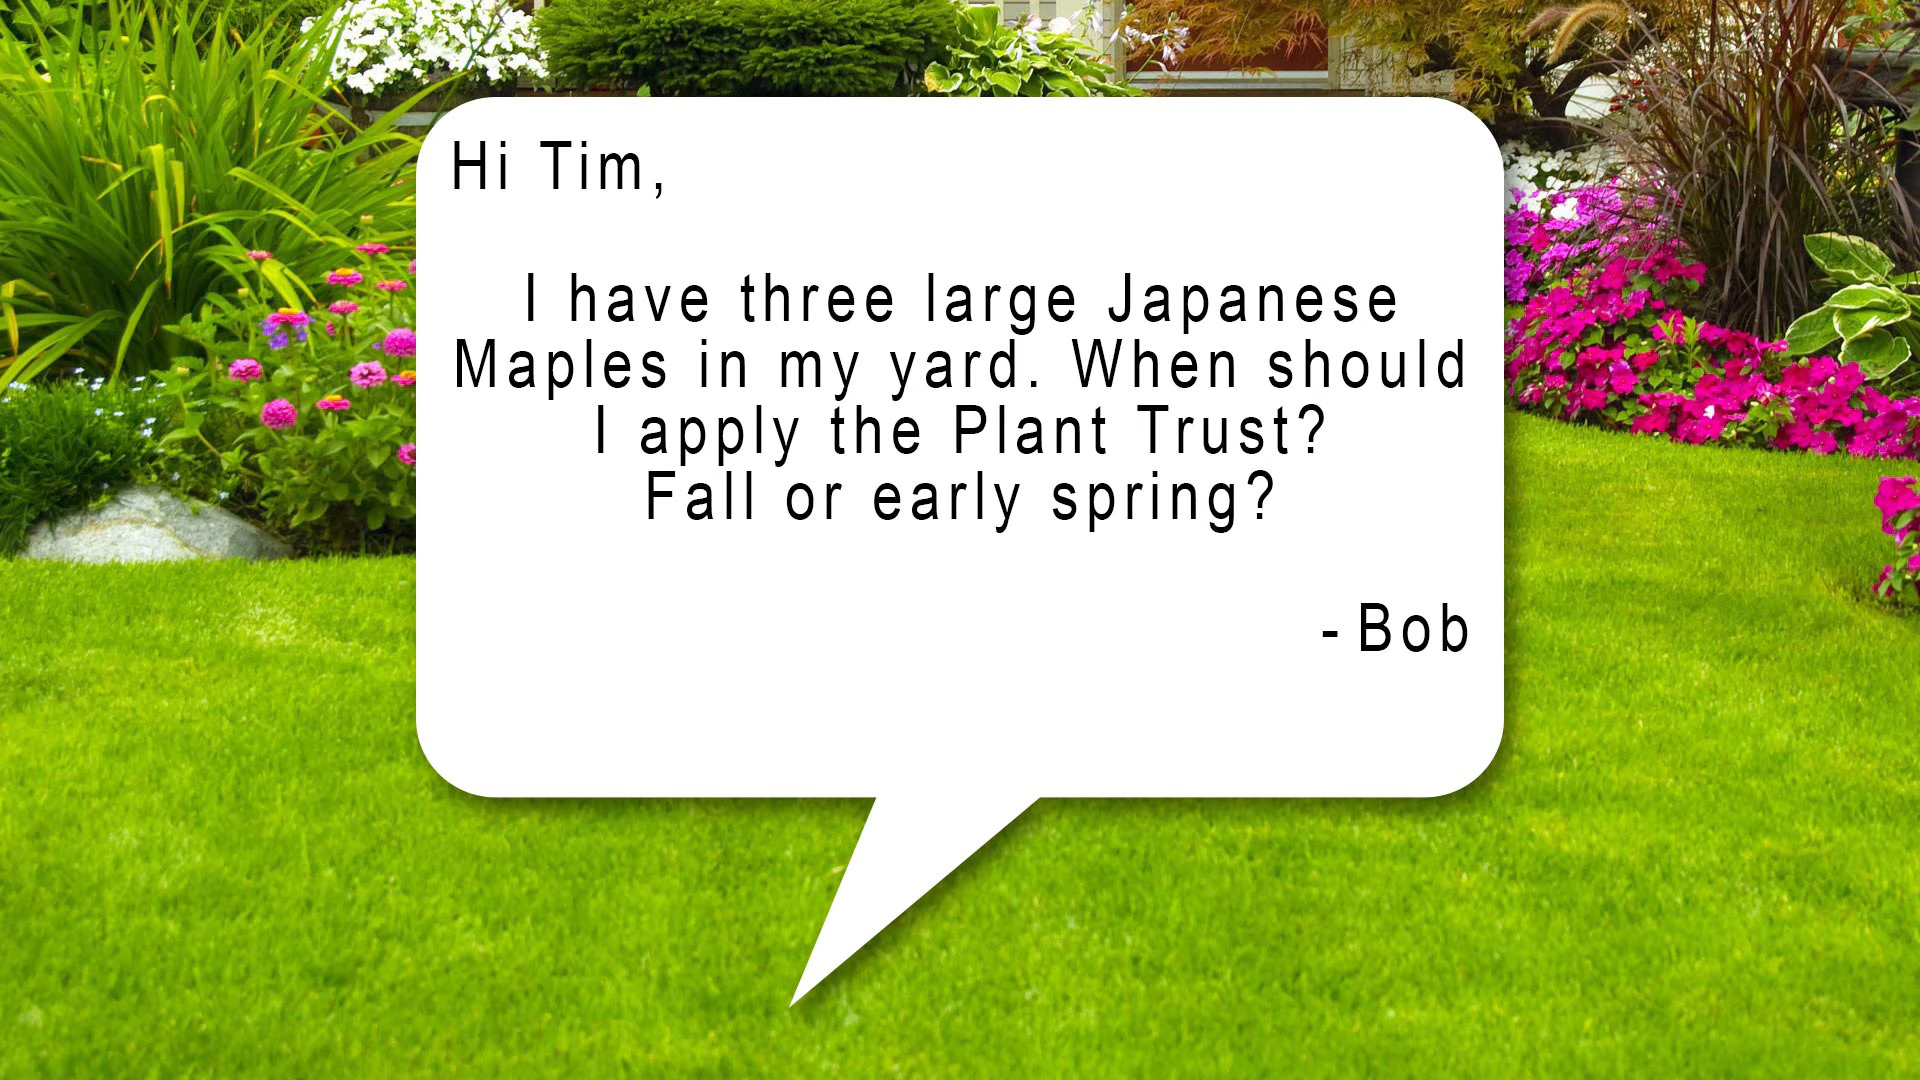 Hi Tim,
I have three large Japanese
Maples in my yard. When should
I apply the Plant Trust?
Fall or early spring?
- Bob